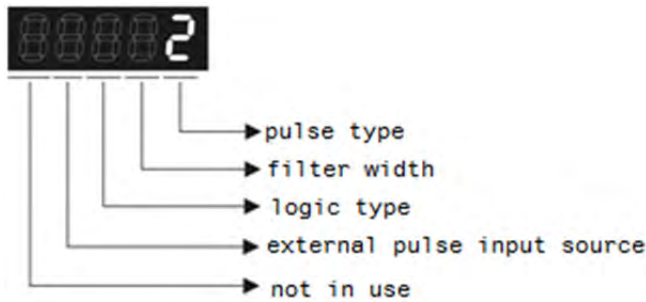 2
pulse type
filter width
logic type
external pulse input source
not in use